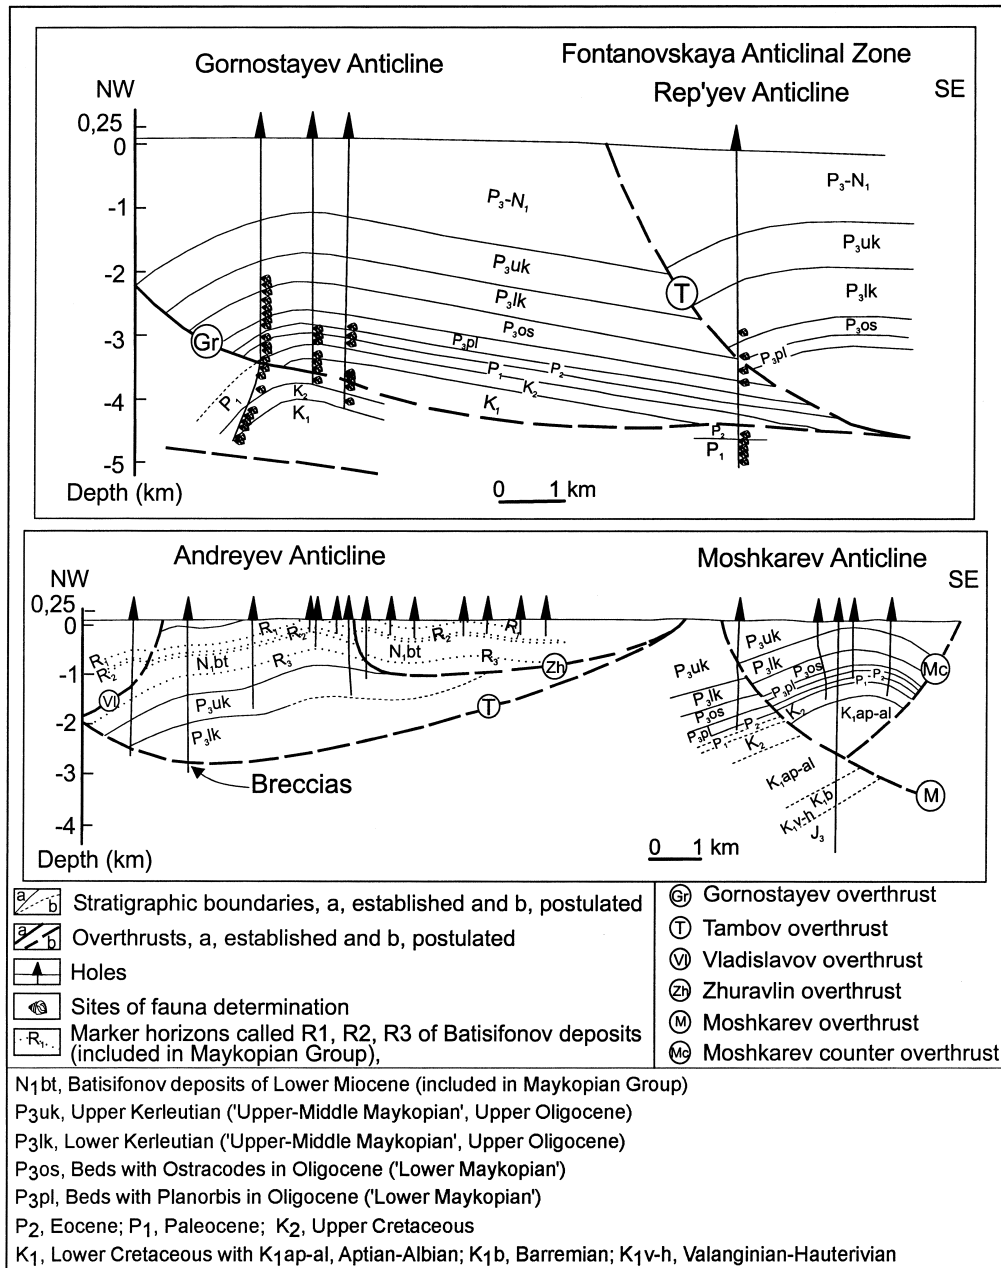 Gornostayev Anticline
Fontanovskaya Anticlinal Zone
Rep'yev Anticline
NW
SE
0,25
0
-1
-2
-3
-4
-5
Depth (km)
P₃-N₁
P₃uk
P₃lk
P₃os
P₃pl
P₁
P₂
K₂
K₁
P₁
K₂
K₁
Gr
T
P₃-N₁
P₃uk
P₃lk
P₃os
P₃pl
P₂
P₁
0 1 km
Andreyev Anticline
Moshkarev Anticline
NW
SE
0,25
0
-1
-2
-3
-4
Depth (km)
R₁
R₂
R₁
R₂
R₃
N₁bt
P₃uk
P₃lk
Vl
N₁bt
R₂
R₃
Zh
T
Breccias
P₃uk
P₃lk
P₃os
P₃pl
P₁
P₂
K₂
K₁ap-al
K₁b
K₁v-h
J₃
P₃uk
P₃lk
P₃os
P₃pl
P₁
P₂
K₂
K₁ap-al
Mc
M
0 1 km
a b Stratigraphic boundaries, a, established and b, postulated
a b Overthrusts, a, established and b, postulated
Holes
Sites of fauna determination
R₁ Marker horizons called R1, R2, R3 of Batisifonov deposits
(included in Maykopian Group),
Gr Gornostayev overthrust
T Tambov overthrust
Vl Vladislavov overthrust
Zh Zhuravlin overthrust
M Moshkarev overthrust
Mc Moshkarev counter overthrust
N₁bt, Batisifonov deposits of Lower Miocene (included in Maykopian Group)
P₃uk, Upper Kerleutian ('Upper-Middle Maykopian', Upper Oligocene)
P₃lk, Lower Kerleutian ('Upper-Middle Maykopian', Upper Oligocene)
P₃os, Beds with Ostracodes in Oligocene ('Lower Maykopian')
P₃pl, Beds with Planorbis in Oligocene ('Lower Maykopian')
P₂, Eocene; P₁, Paleocene; K₂, Upper Cretaceous
K₁, Lower Cretaceous with K₁ap-al, Aptian-Albian; K₁b, Barremian; K₁v-h, Valanginian-Hauterivian